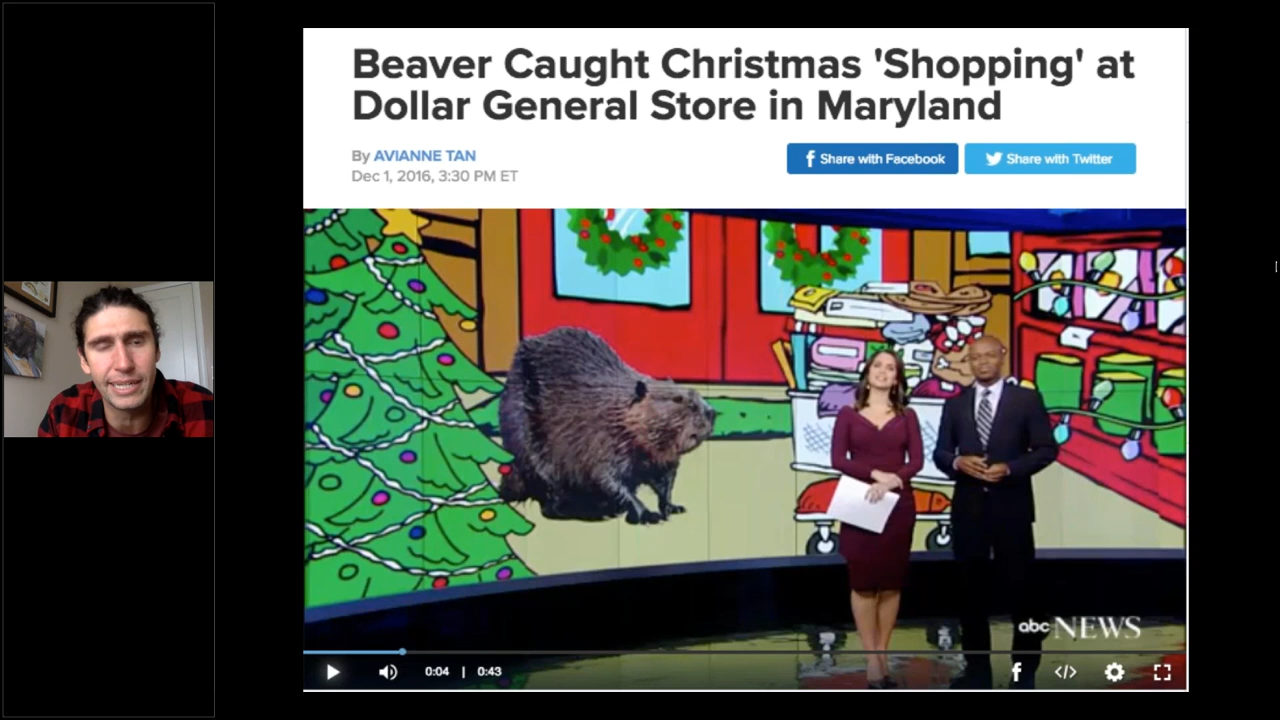 Beaver Caught Christmas 'Shopping' at
Dollar General Store in Maryland
By AVIANNE TAN
Dec 1, 2016, 3:30 PM ET
Share with Facebook
Share with Twitter
abc NEWS
0:04 | 0:43